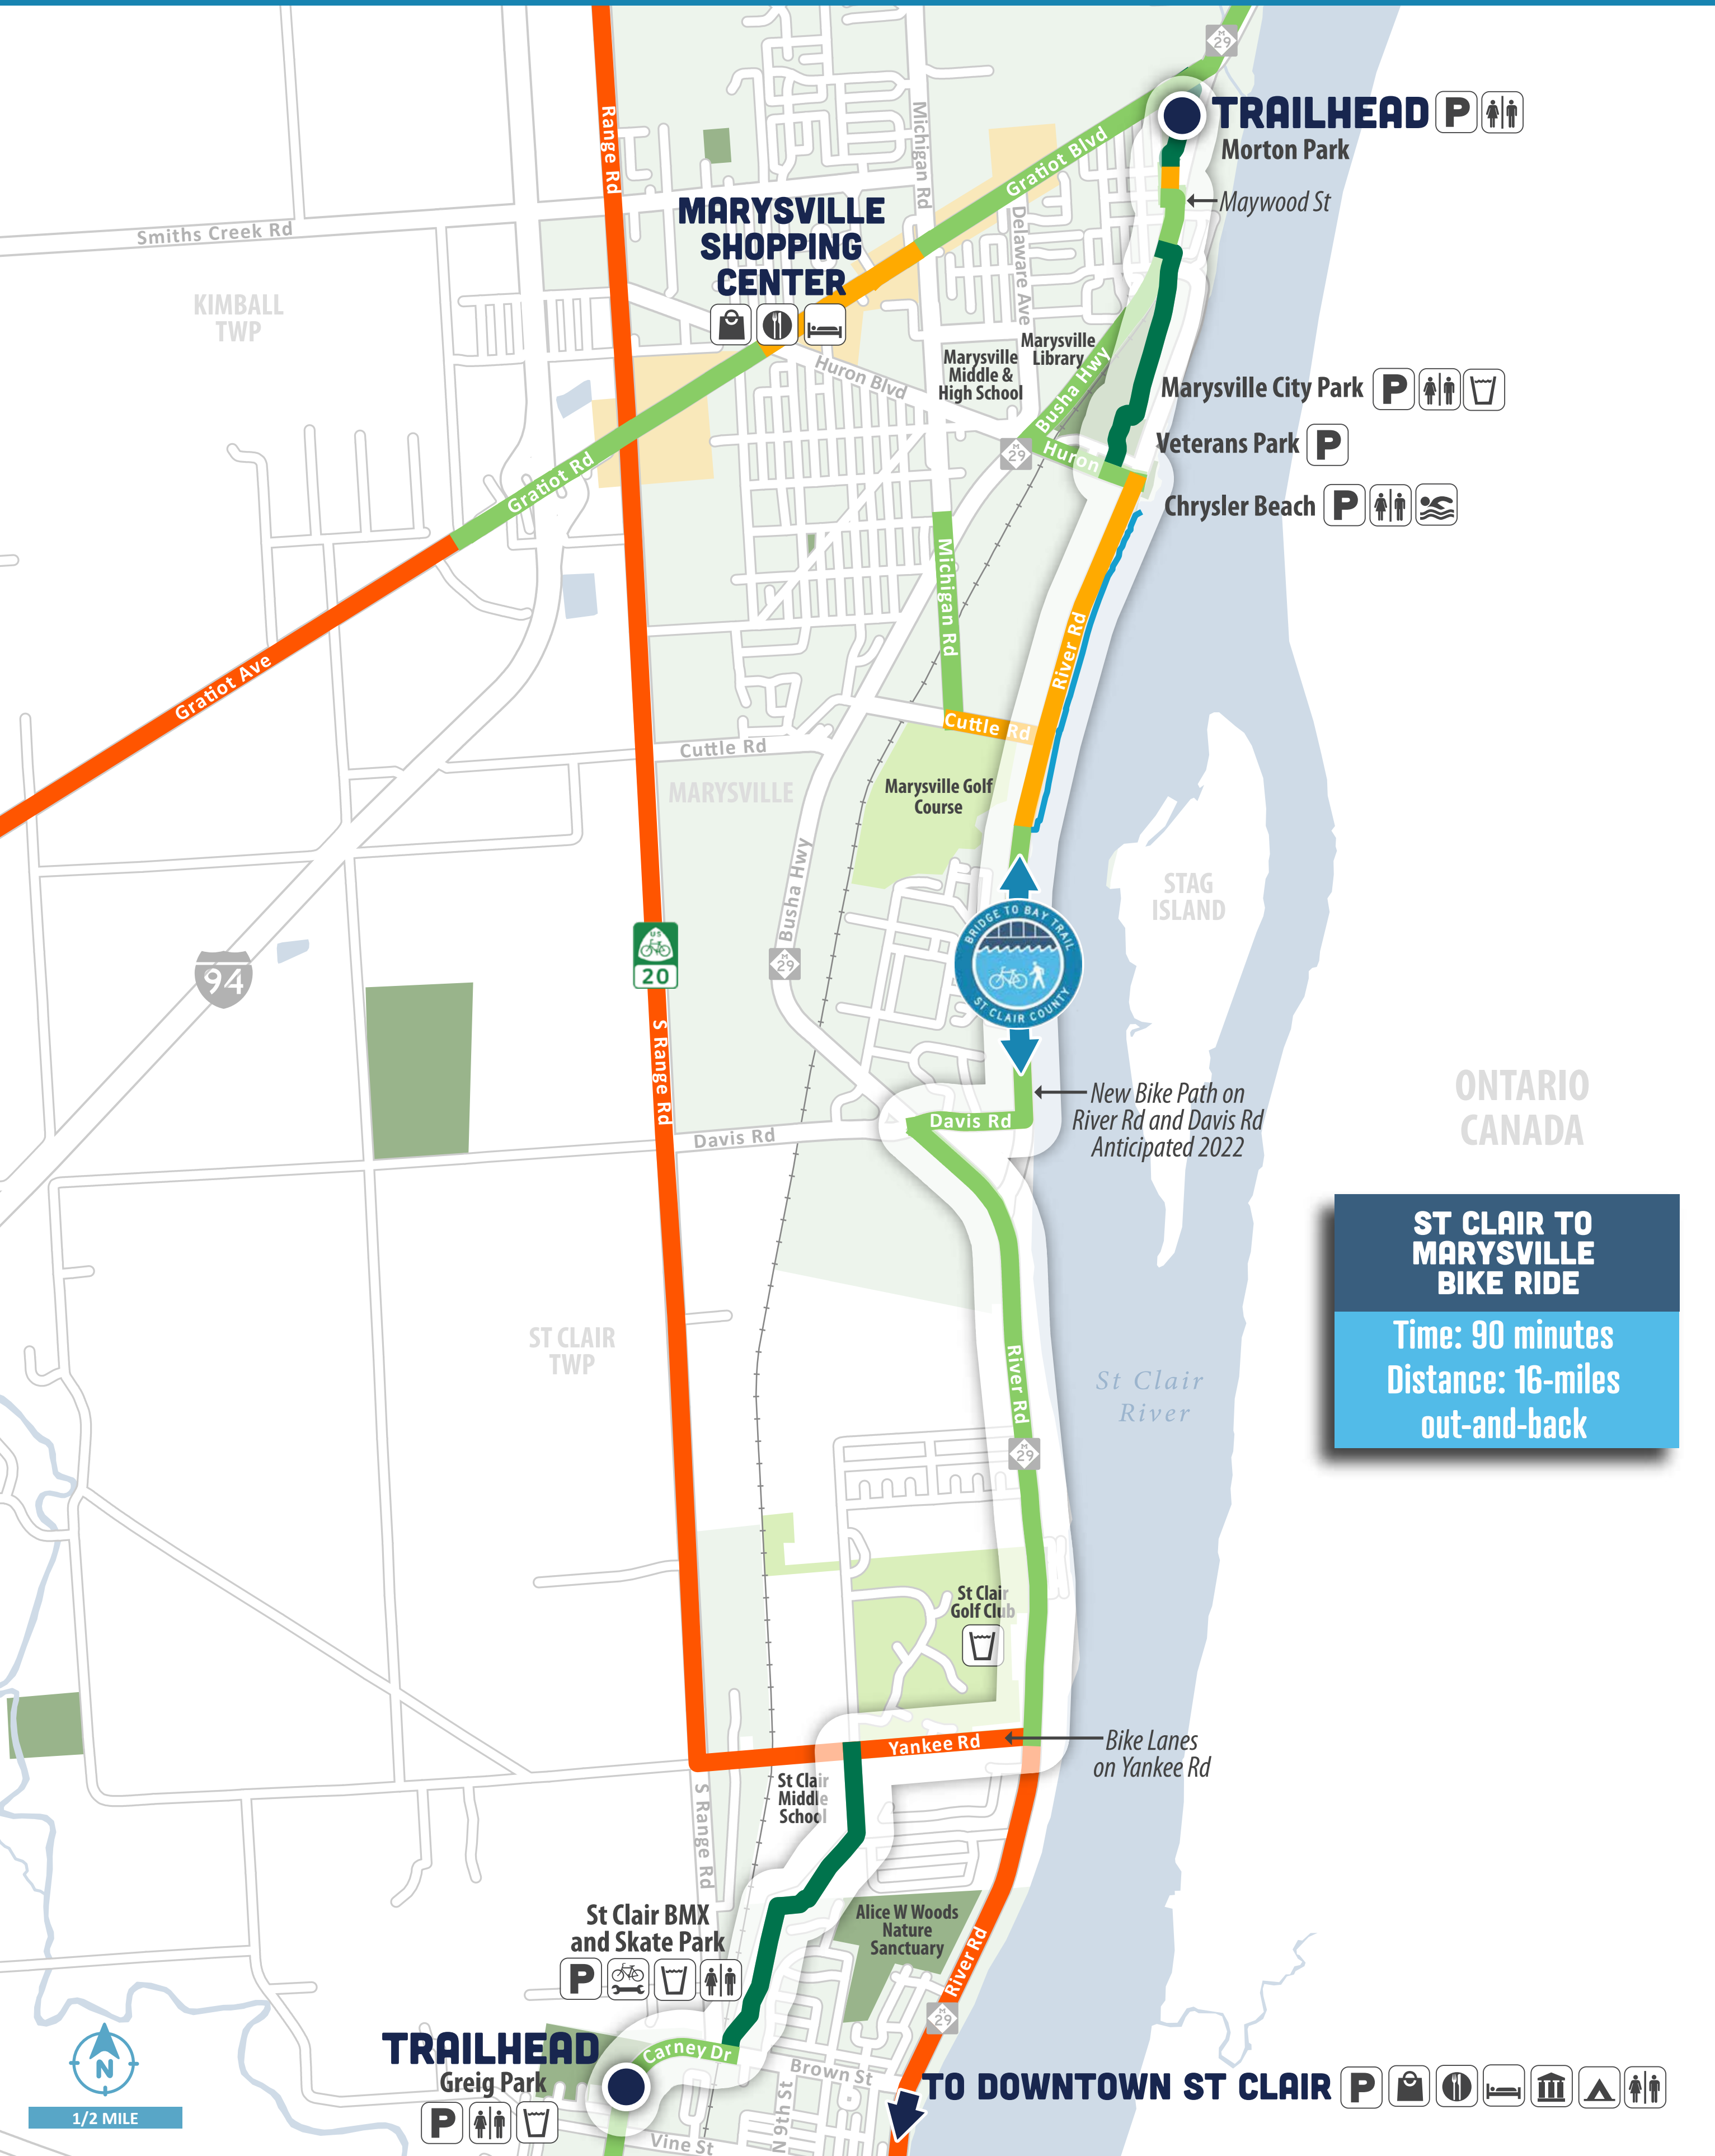 M
29
TRAILHEAD P
Morton Park
Maywood St
Range Rd
Michigan Rd
Gratiot Blvd
Delaware Ave
MARYSVILLE
SHOPPING
CENTER
Smiths Creek Rd
KIMBALL
TWP
Huron Blvd
Marysville
Middle &
High School
Marysville
Library
Busha Hwy
Marysville City Park P
Veterans Park P
Huron
M
29
Chrysler Beach P
Gratiot Rd
Michigan Rd
River Rd
Gratiot Ave
Cuttle Rd
Cuttle Rd
MARYSVILLE
Marysville Golf
Course
Busha Hwy
STAG
ISLAND
BRIDGE TO BAY TRAIL
ST CLAIR COUNTY
US
20
94
M
29
S Range Rd
New Bike Path on
River Rd and Davis Rd
Anticipated 2022
Davis Rd
Davis Rd
ONTARIO
CANADA
ST CLAIR TO
MARYSVILLE
BIKE RIDE
Time: 90 minutes
Distance: 16-miles
out-and-back
ST CLAIR
TWP
River Rd
St Clair
River
M
29
St Clair
Golf Club
Yankee Rd
Bike Lanes
on Yankee Rd
St Clair
Middle
School
S Range Rd
St Clair BMX
and Skate Park
P
Alice W Woods
Nature
Sanctuary
River Rd
M
29
TRAILHEAD
Greig Park
P
Carney Dr
Brown St
N 9th St
Vine St
TO DOWNTOWN ST CLAIR P
N
1/2 MILE